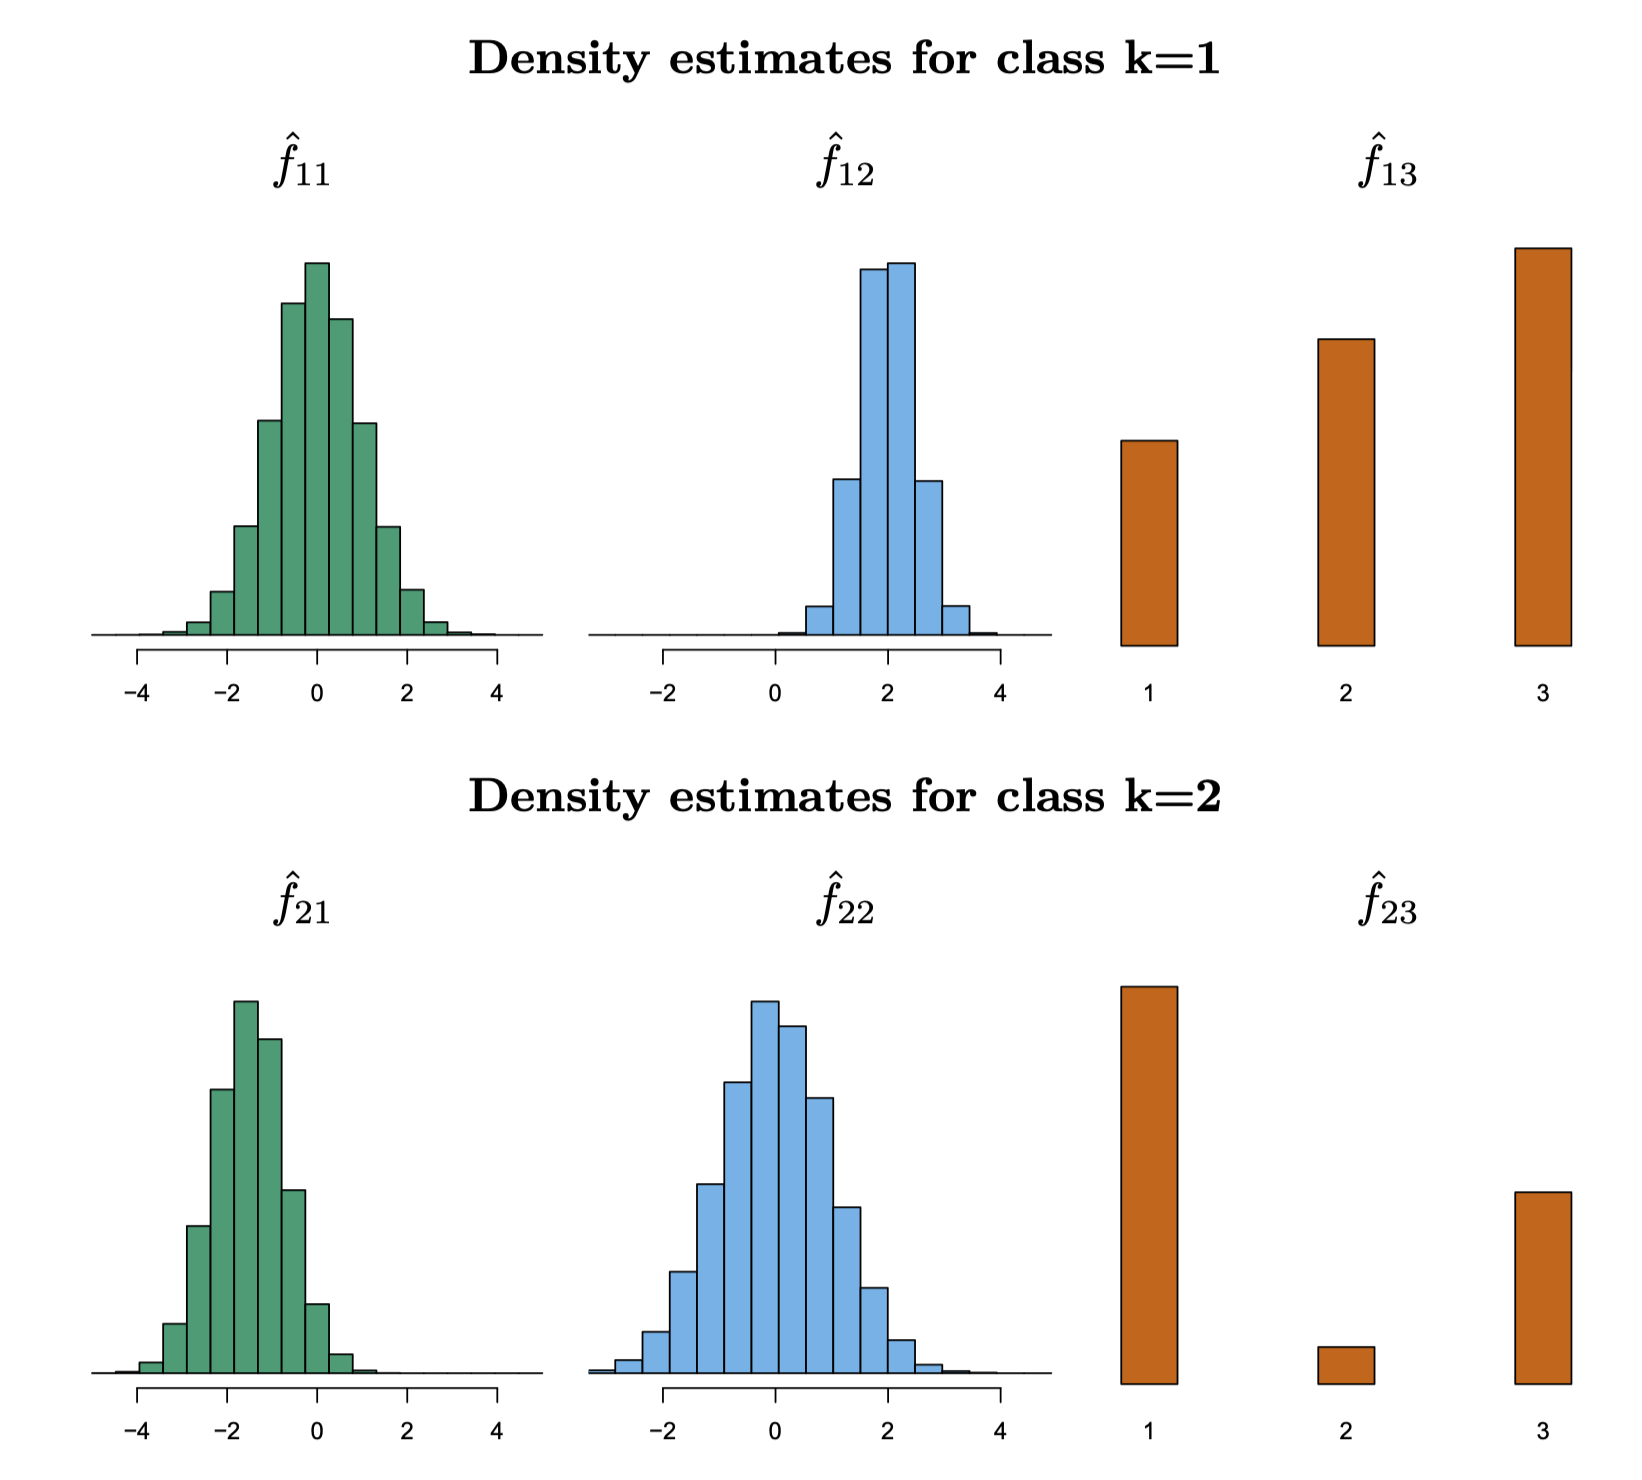 Density estimates for class k=1
f̂₁₁ f̂₁₂ f̂₁₃
−4 −2 0 2 4 −2 0 2 4 1 2 3
Density estimates for class k=2
f̂₂₁ f̂₂₂ f̂₂₃
−4 −2 0 2 4 −2 0 2 4 1 2 3